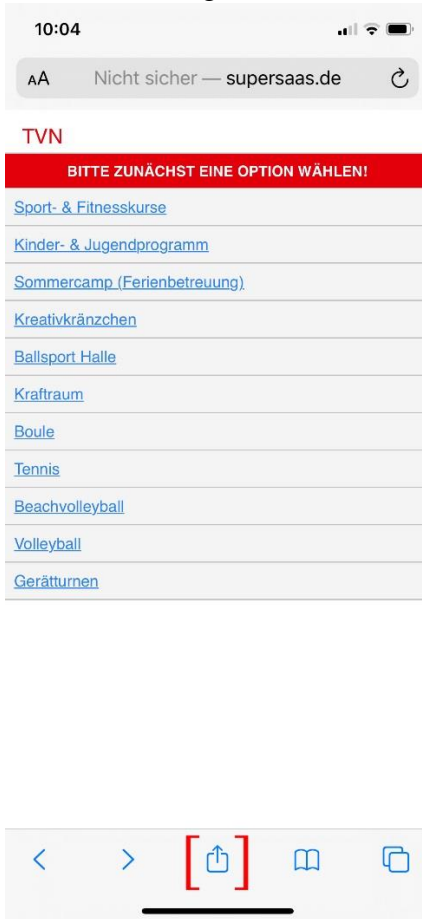 10:04
AA Nicht sicher — supersaas.de
TVN
BITTE ZUNÄCHST EINE OPTION WÄHLEN!
Sport- & Fitnesskurse
Kinder- & Jugendprogramm
Sommercamp (Ferienbetreuung)
Kreativkränzchen
Ballsport Halle
Kraftraum
Boule
Tennis
Beachvolleyball
Volleyball
Gerätturnen